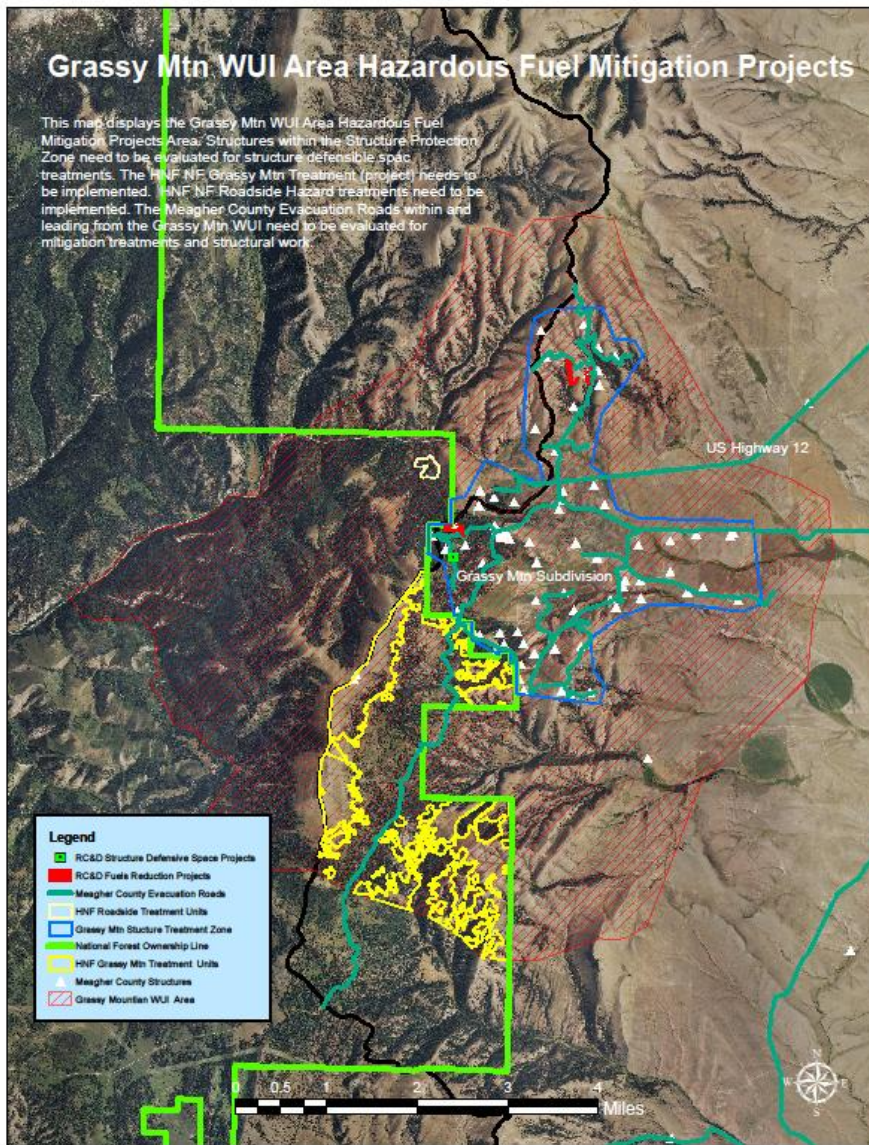 Grassy Mtn WUI Area Hazardous Fuel Mitigation Projects
This map displays the Grassy Mtn WUI Area Hazardous Fuel
Mitigation Projects Area. Structures within the Structure Protection
Zone need to be evaluated for structure defensible spac
treatments. The HNF NF Grassy Mtn Treatment (project) needs to
be implemented. HNF NF Roadside Hazard treatments need to be
implemented. The Meagher County Evacuation Roads within and
leading from the Grassy Mtn WUI need to be evaluated for
mitigation treatments and structural work.
US Highway 12
Grassy Mtn Subdivision
Legend
RC&D Structure Defensive Space Projects
RC&D Fuels Reduction Projects
Meagher County Evacuation Roads
HNF Roadside Treatment Units
Grassy Mtn Stucture Treatment Zone
National Forest Ownership Line
HNF Grassy Mtn Treatment Units
Meagher County Structures
Grassy Mountian WUI Area
N
W E
S
0 0.5 1 2 3 4
Miles